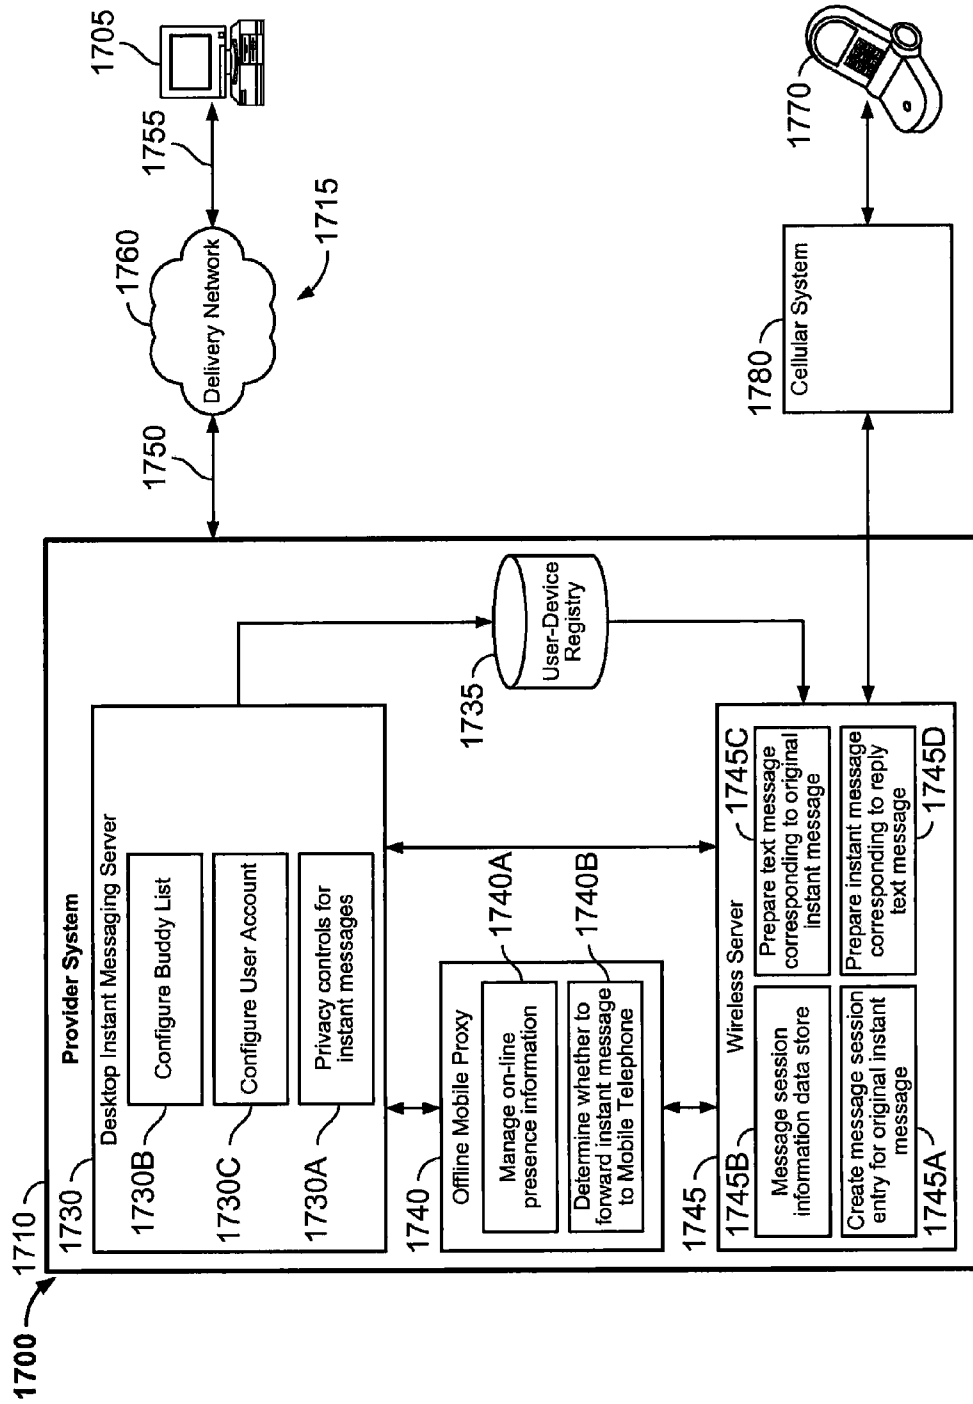 1700
1710
Provider System
1730
Desktop Instant Messaging Server
1730B
Configure Buddy List
1730C
Configure User Account
1730A
Privacy controls for
instant messages
1735
User-Device
Registry
1740
Offline Mobile Proxy
1740A
Manage on-line
presence information
1740B
Determine whether to
forward instant message
to Mobile Telephone
1745
Wireless Server
1745B
Message session
information data store
1745C
Prepare text message
corresponding to original
instant message
1745A
Create message session
entry for original instant
message
1745D
Prepare instant message
corresponding to reply
text message
1750
1760
Delivery Network
1755
1705
1715
1780
Cellular System
1770